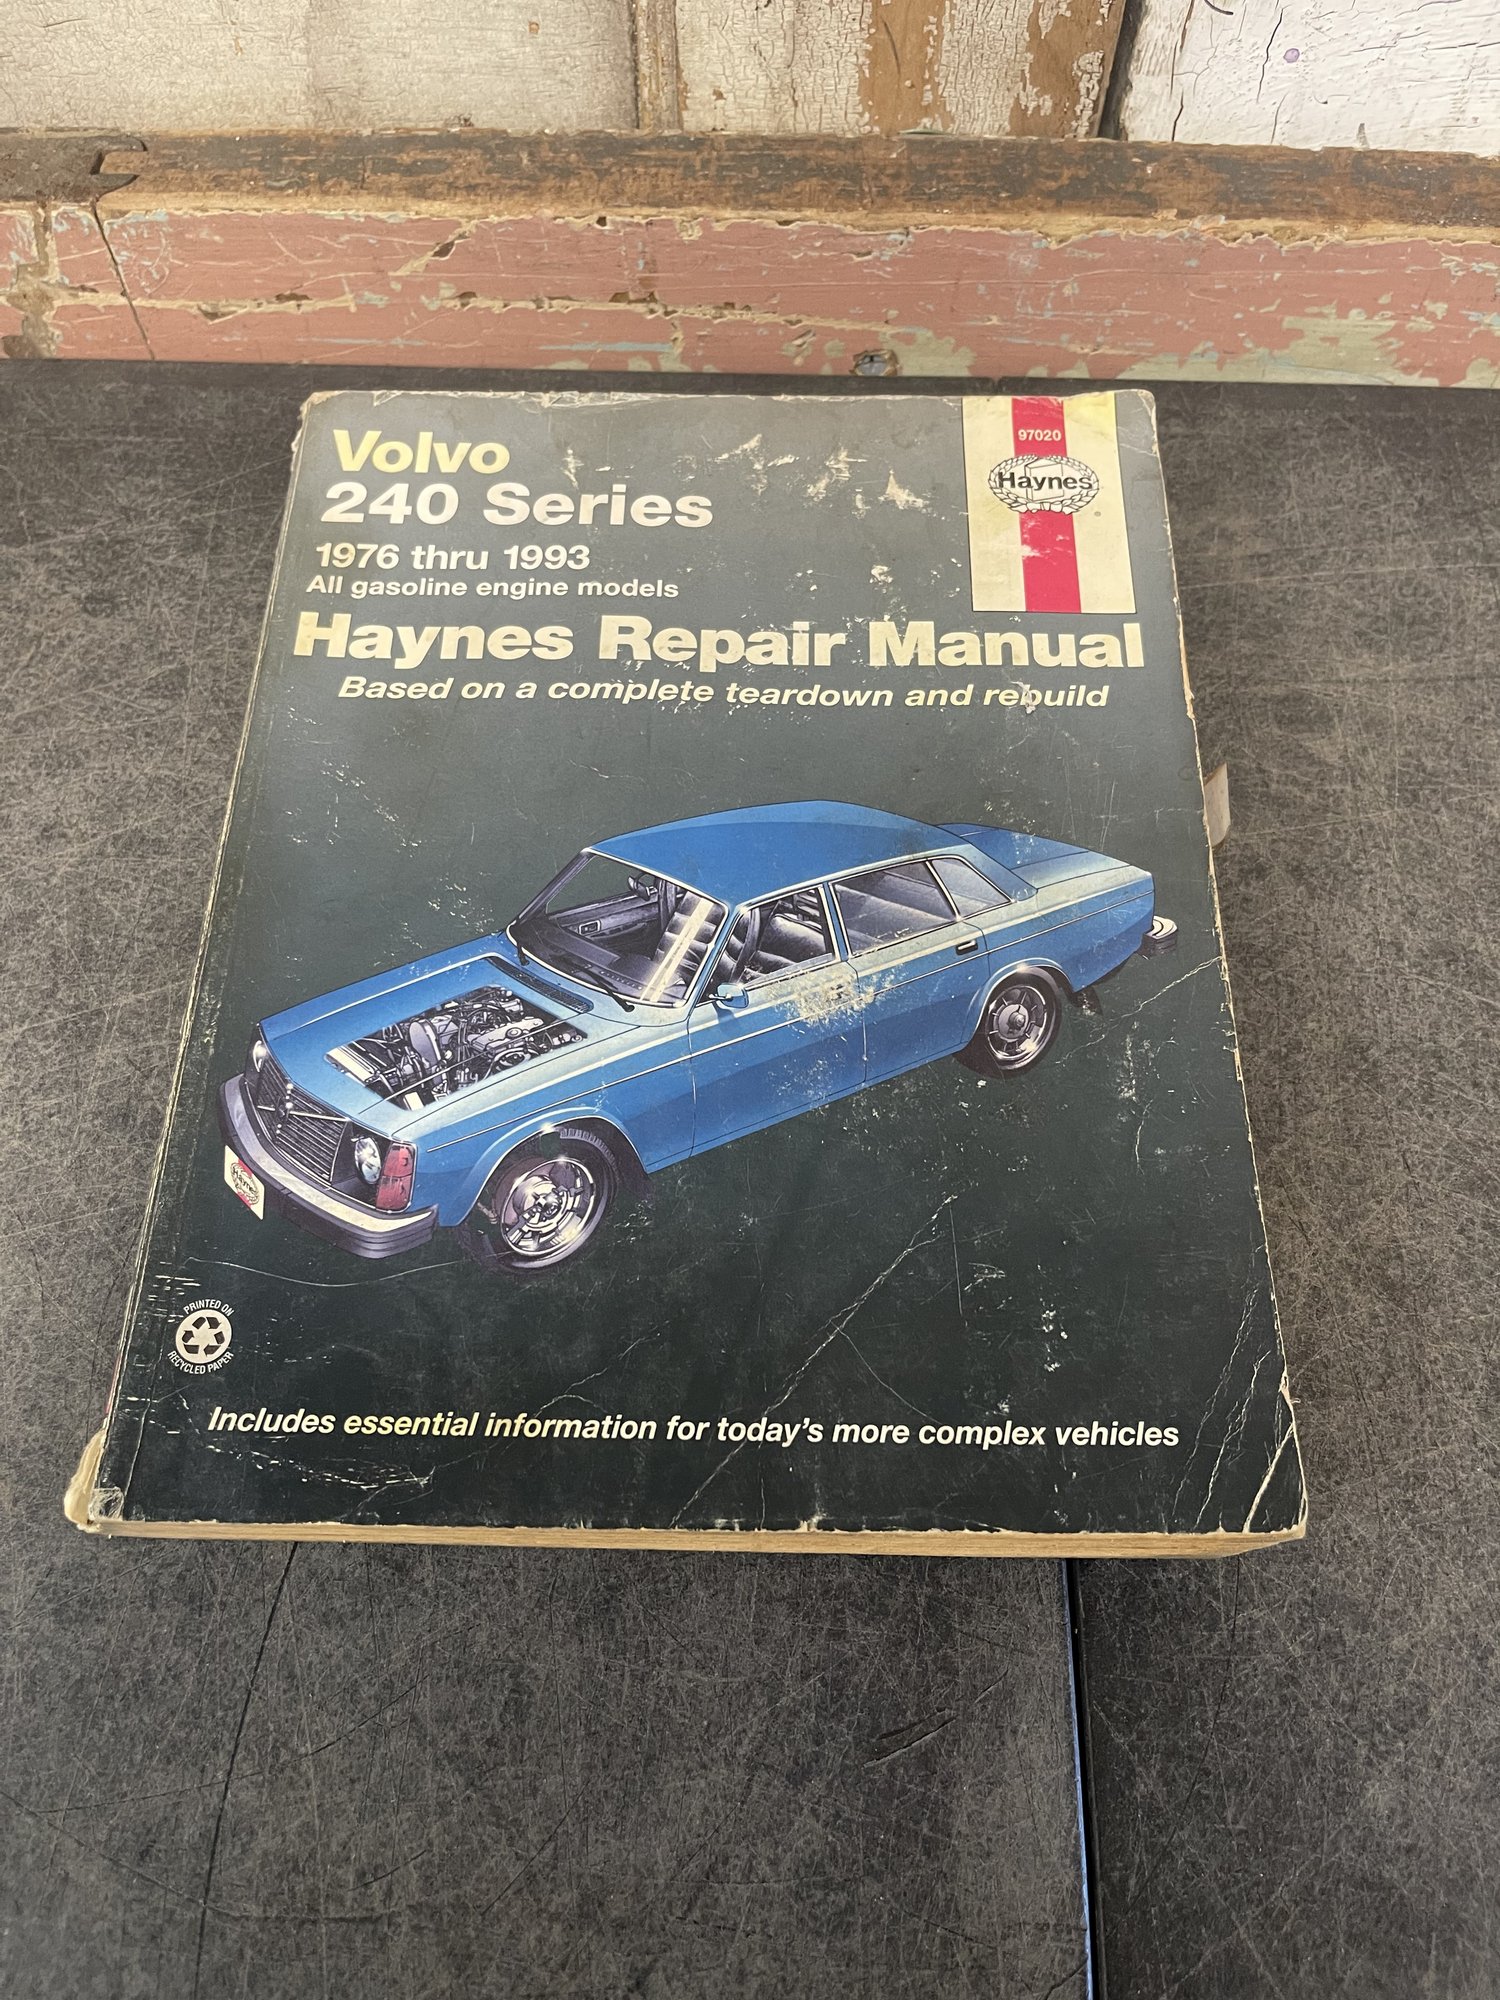 Volvo
240 Series
1976 thru 1993
All gasoline engine models
97020
Haynes
Haynes Repair Manual
Based on a complete teardown and rebuild
Haynes
PRINTED ON
RECYCLED PAPER
Includes essential information for today's more complex vehicles